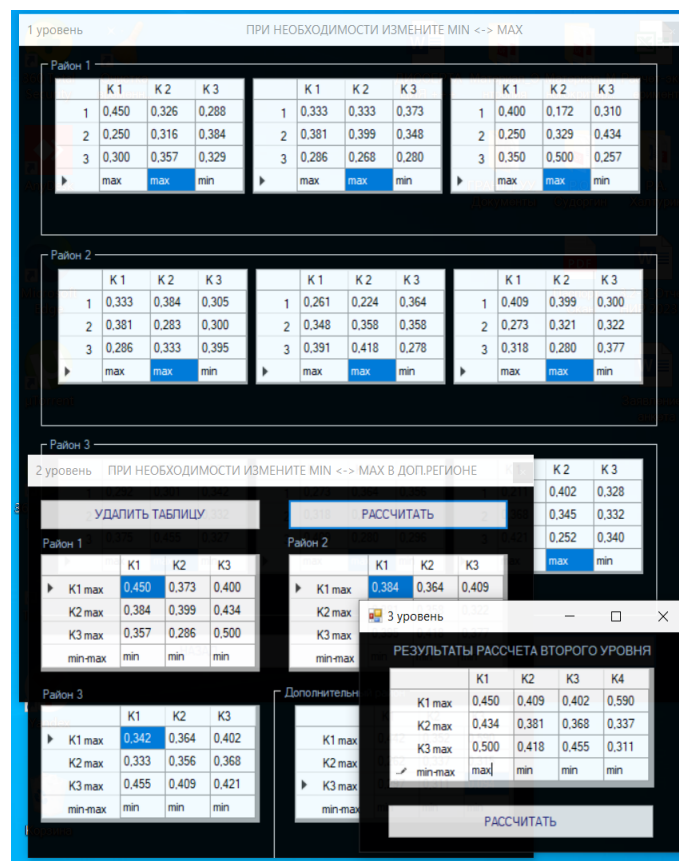 1 уровень ПРИ НЕОБХОДИМОСТИ ИЗМЕНИТЕ MIN <-> MAX
Район 1
K 1 K 2 K 3 K 1 K 2 K 3 K 1 K 2 K 3
1 0,450 0,326 0,288 1 0,333 0,333 0,373 1 0,400 0,172 0,310
2 0,250 0,316 0,384 2 0,381 0,399 0,348 2 0,250 0,329 0,434
3 0,300 0,357 0,329 3 0,286 0,268 0,280 3 0,350 0,500 0,257
max max min max max min max max min
Район 2
K 1 K 2 K 3 K 1 K 2 K 3 K 1 K 2 K 3
1 0,333 0,384 0,305 1 0,261 0,224 0,364 1 0,409 0,399 0,300
2 0,381 0,283 0,300 2 0,348 0,358 0,358 2 0,273 0,321 0,322
3 0,286 0,333 0,395 3 0,391 0,418 0,278 3 0,318 0,280 0,377
max max min max max min max max min
Район 3
K 2 K 3
0,402 0,328
0,345 0,332
0,252 0,340
max min
2 уровень ПРИ НЕОБХОДИМОСТИ ИЗМЕНИТЕ MIN <-> MAX В ДОП.РЕГИОНЕ
УДАЛИТЬ ТАБЛИЦУ РАССЧИТАТЬ
Район 1 Район 2
K1 K2 K3 K1 K2 K3
K1 max 0,450 0,373 0,400 K1 max 0,384 0,364 0,409
K2 max 0,384 0,399 0,434 K2 max
K3 max 0,357 0,286 0,500 K3 max
min-max min min min min-max
Район 3 Дополнительн
K1 K2 K3
K1 max 0,342 0,364 0,402 K1 max
K2 max 0,333 0,356 0,368 K2 max
K3 max 0,455 0,409 0,421 K3 max
min-max min min min min-max
3 уровень
РЕЗУЛЬТАТЫ РАССЧЕТА ВТОРОГО УРОВНЯ
K1 K2 K3 K4
K1 max 0,450 0,409 0,402 0,590
K2 max 0,434 0,381 0,368 0,337
K3 max 0,500 0,418 0,455 0,311
min-max max min min min
РАССЧИТАТЬ